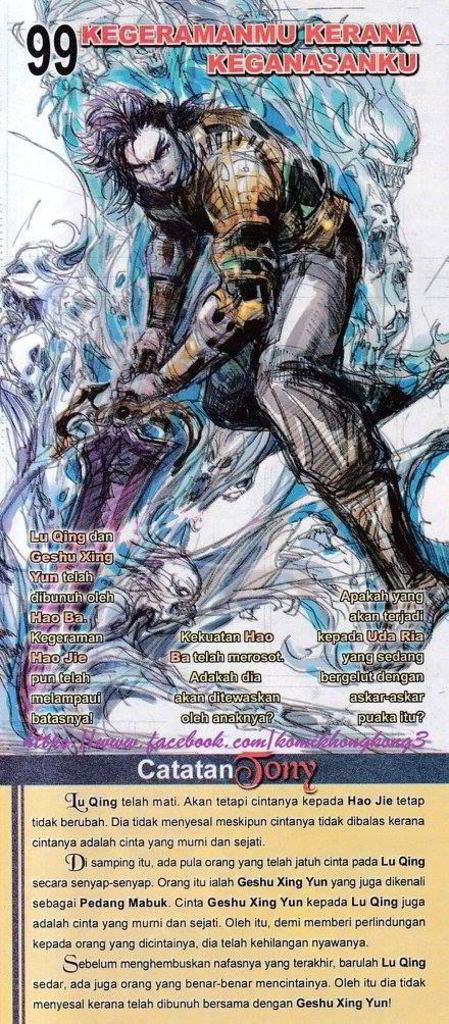 99
KEGERAMANMU KERANA
KEGANASANKU
Lu Qing dan
Geshu Xing
Yun telah
dibunuh oleh
Hao Ba.
Kegeraman
Hao Jie
pun telah
melampaui
batasnya!
Kekuatan Hao
Ba telah merosot.
Adakah dia
akan ditewaskan
oleh anaknya?
Apakah yang
akan terjadi
kepada Uda Ria
yang sedang
bergelut dengan
askar-askar
puaka itu?
https://www.facebook.com/komikhongkong3
Catatan Tony
Lu Qing telah mati. Akan tetapi cintanya kepada Hao Jie tetap
tidak berubah. Dia tidak menyesal meskipun cintanya tidak dibalas kerana
cintanya adalah cinta yang murni dan sejati.
Di samping itu, ada pula orang yang telah jatuh cinta pada Lu Qing
secara senyap-senyap. Orang itu ialah Geshu Xing Yun yang juga dikenali
sebagai Pedang Mabuk. Cinta Geshu Xing Yun kepada Lu Qing juga
adalah cinta yang murni dan sejati. Oleh itu, demi memberi perlindungan
kepada orang yang dicintainya, dia telah kehilangan nyawanya.
Sebelum menghembuskan nafasnya yang terakhir, barulah Lu Qing
sedar, ada juga orang yang benar-benar mencintainya. Oleh itu dia tidak
menyesal kerana telah dibunuh bersama dengan Geshu Xing Yun!